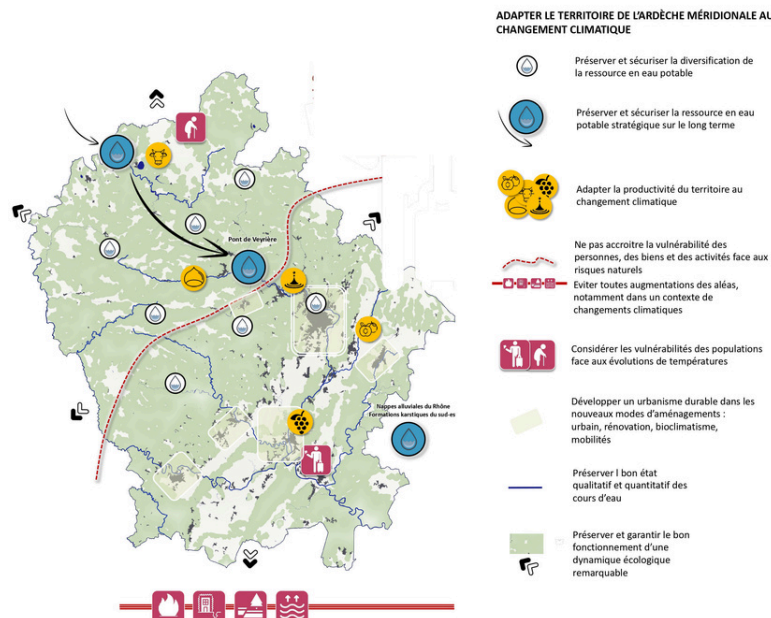 ADAPTER LE TERRITOIRE DE L'ARDÈCHE MÉRIDIONALE AU
CHANGEMENT CLIMATIQUE
Préserver et sécuriser la diversification de
la ressource en eau potable
Préserver et sécuriser la ressource en eau
potable stratégique sur le long terme
Adapter la productivité du territoire au
changement climatique
Ne pas accroitre la vulnérabilité des
personnes, des biens et des activités face aux
risques naturels
Eviter toutes augmentations des aléas,
notamment dans un contexte de
changements climatiques
Considérer les vulnérabilités des populations
face aux évolutions de températures
Développer un urbanisme durable dans les
nouveaux modes d'aménagements :
urbain, rénovation, bioclimatisme,
mobilités
Préserver l bon état
qualitatif et quantitatif des
cours d'eau
Préserver et garantir le bon
fonctionnement d'une
dynamique écologique
remarquable
Pont de Veyrière
Nappes alluviales du Rhône
Formations karstiques du sud-es